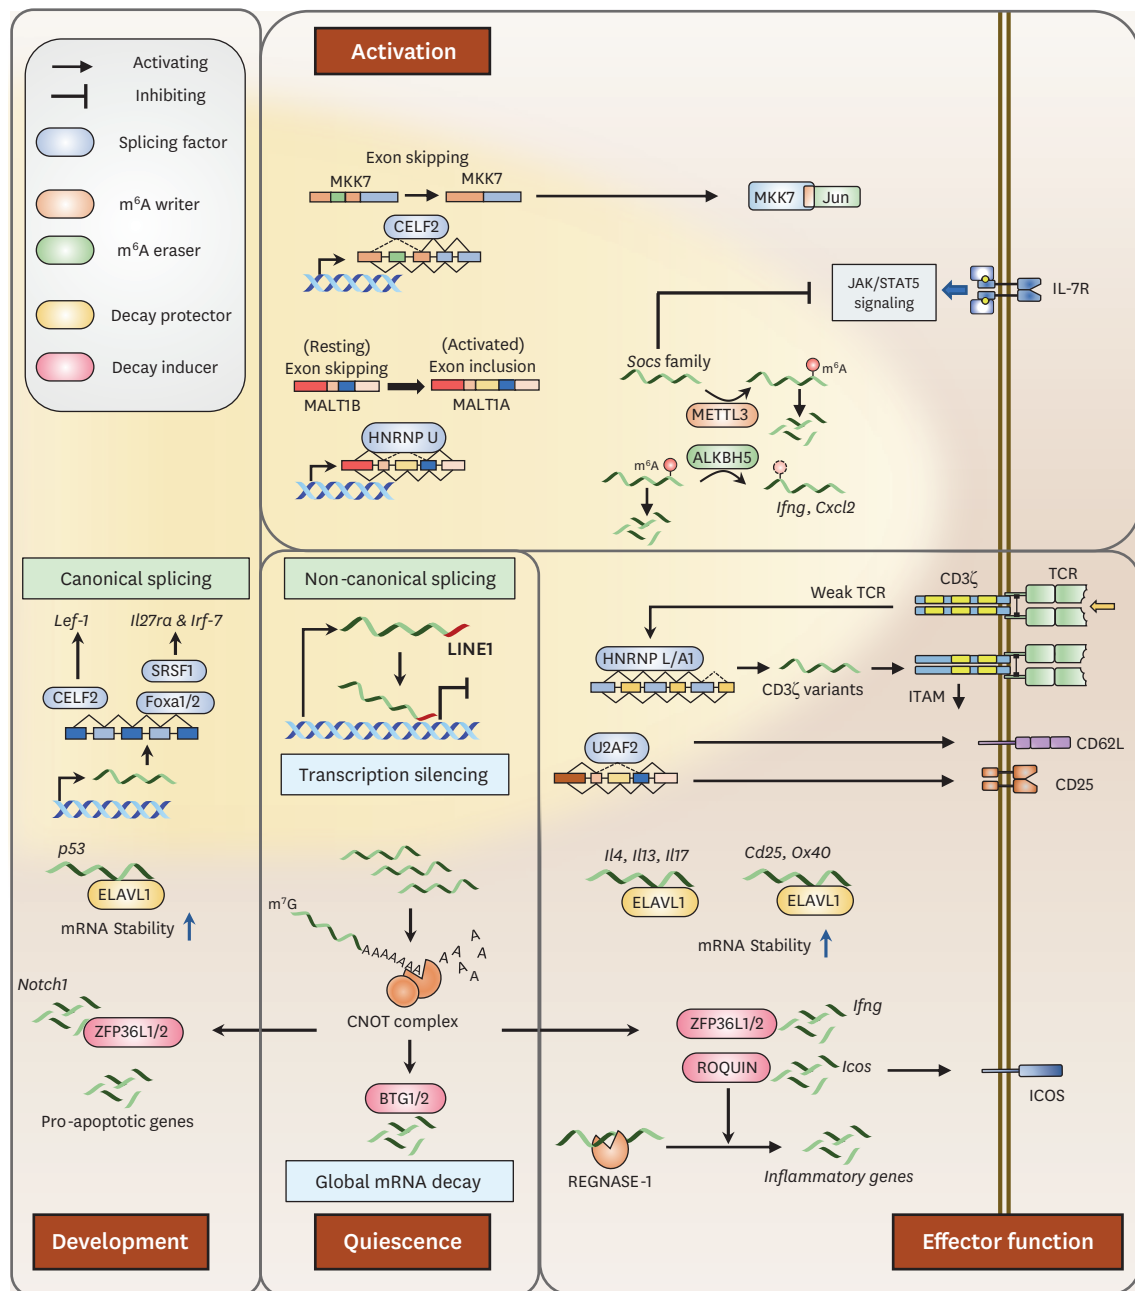 Activating
Inhibiting
Splicing factor
m⁶A writer
m⁶A eraser
Decay protector
Decay inducer
Activation
Exon skipping
MKK7
MKK7
CELF2
MKK7
Jun
JAK/STAT5
signaling
IL-7R
(Resting)
Exon skipping
(Activated)
Exon inclusion
MALT1B
MALT1A
HNRNP U
Socs family
m⁶A
METTL3
m⁶A
ALKBH5
Ifng, Cxcl2
Canonical splicing
Lef-1
Il27ra & Irf-7
SRSF1
CELF2
Foxa1/2
p53
ELAVL1
mRNA Stability
Notch1
ZFP36L1/2
Pro-apoptotic genes
Development
Non-canonical splicing
LINE1
Transcription silencing
m⁷G
AAAAAAA
A
A
A
A
A
A
CNOT complex
BTG1/2
Global mRNA decay
Quiescence
Weak TCR
CD3ζ
TCR
HNRNP L/A1
CD3ζ variants
ITAM
U2AF2
CD62L
CD25
Il4, Il13, Il17
ELAVL1
Cd25, Ox40
ELAVL1
mRNA Stability
ZFP36L1/2
Ifng
ROQUIN
Icos
ICOS
REGNASE-1
Inflammatory genes
Effector function